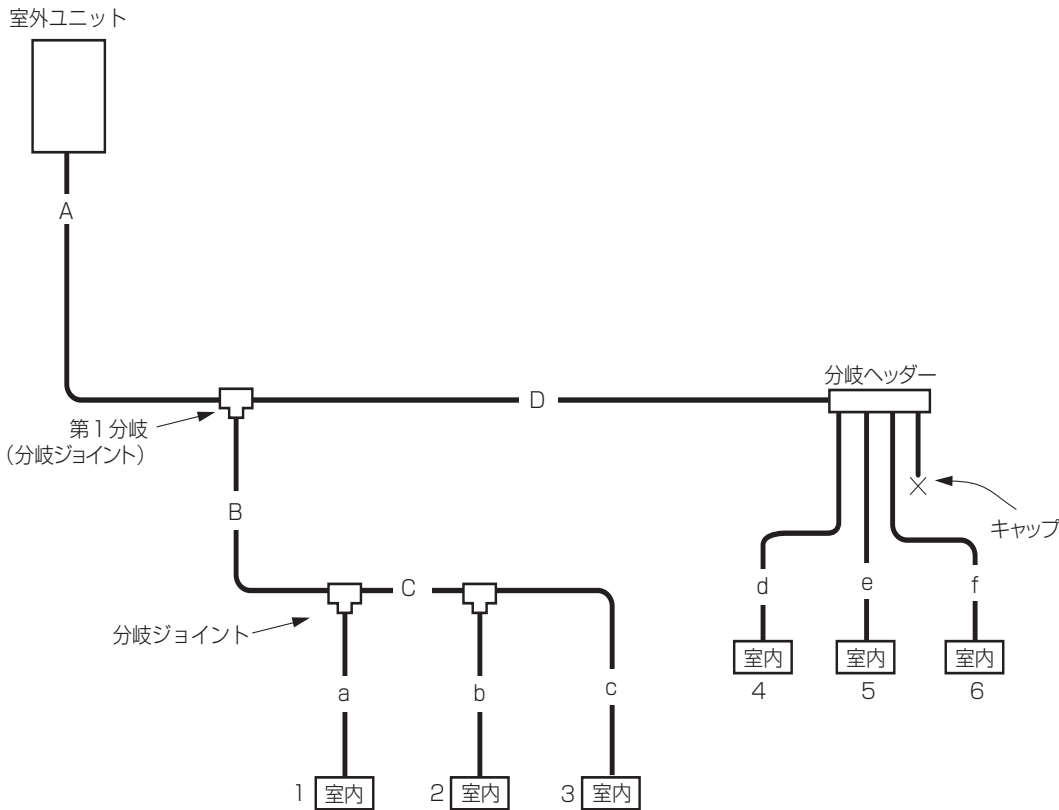 室外ユニット
A
分岐ヘッダー
D
第1分岐
(分岐ジョイント)
B
キャップ
C
d
e
f
分岐ジョイント
室内
室内
室内
4
5
6
a
b
c
1 室内
2 室内
3 室内